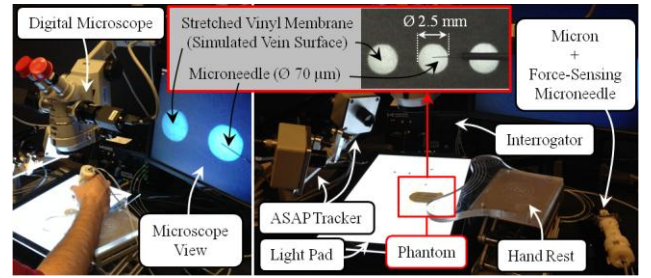 Digital Microscope
Stretched Vinyl Membrane
(Simulated Vein Surface)
Microneedle (Ø 70 μm)
Ø 2.5 mm
Micron
+
Force-Sensing
Microneedle
Interrogator
Microscope
View
ASAP Tracker
Light Pad
Phantom
Hand Rest